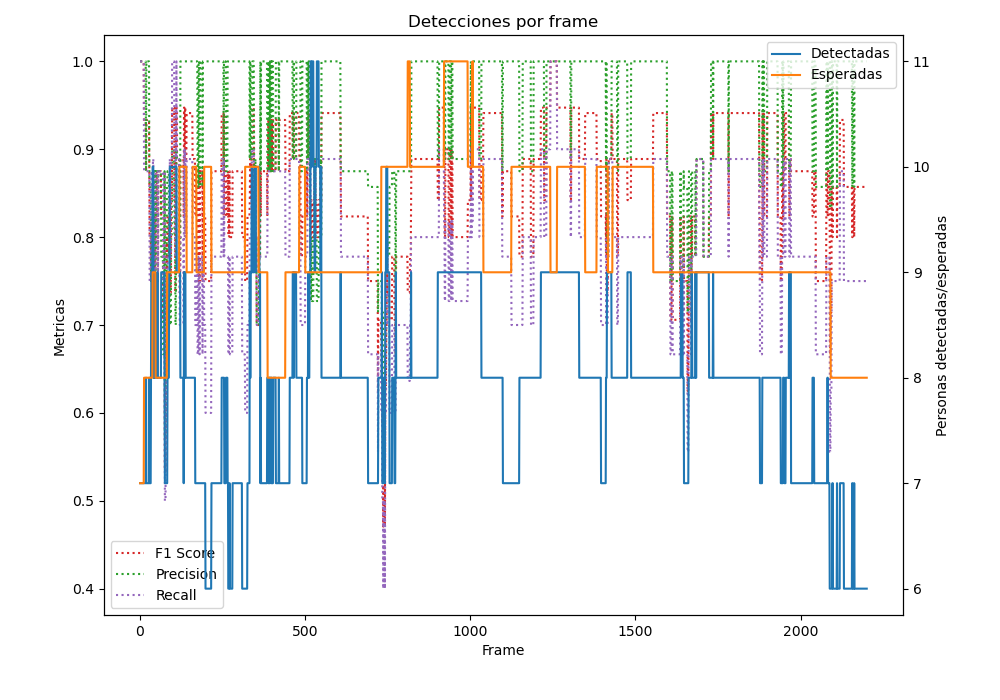 Detecciones por frame
Detectadas
Esperadas
1.0
0.9
0.8
0.7
0.6
0.5
0.4
Metricas
11
10
9
8
7
6
Personas detectadas/esperadas
F1 Score
Precision
Recall
0
500
1000
1500
2000
Frame